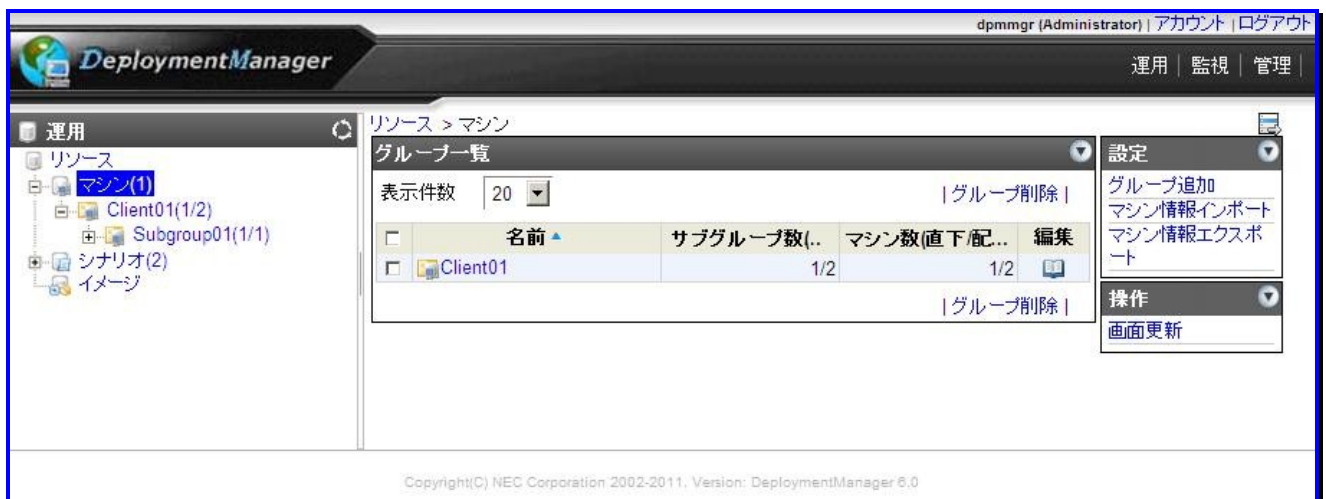 dpmmgr (Administrator) | アカウント | ログアウト
DeploymentManager
運用 | 監視 | 管理 |
運用
リソース
マシン(1)
Client01(1/2)
Subgroup01(1/1)
シナリオ(2)
イメージ
リソース > マシン
グループ一覧
表示件数 20
| グループ削除 |
名前 サブグループ数(.. マシン数(直下/配... 編集
Client01 1/2 1/2
| グループ削除 |
設定
グループ追加
マシン情報インポート
マシン情報エクスポ
ート
操作
画面更新
Copyright(C) NEC Corporation 2002-2011. Version: DeploymentManager 6.0